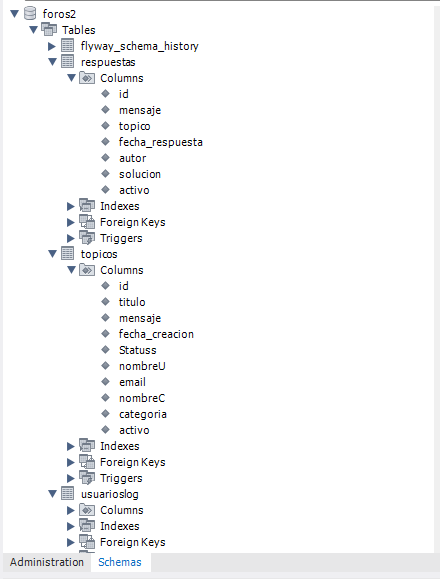 foros2
Tables
flyway_schema_history
respuestas
Columns
id
mensaje
topico
fecha_respuesta
autor
solucion
activo
Indexes
Foreign Keys
Triggers
topicos
Columns
id
titulo
mensaje
fecha_creacion
Statuss
nombreU
email
nombreC
categoria
activo
Indexes
Foreign Keys
Triggers
usuarioslog
Columns
Indexes
Foreign Keys
Administration Schemas